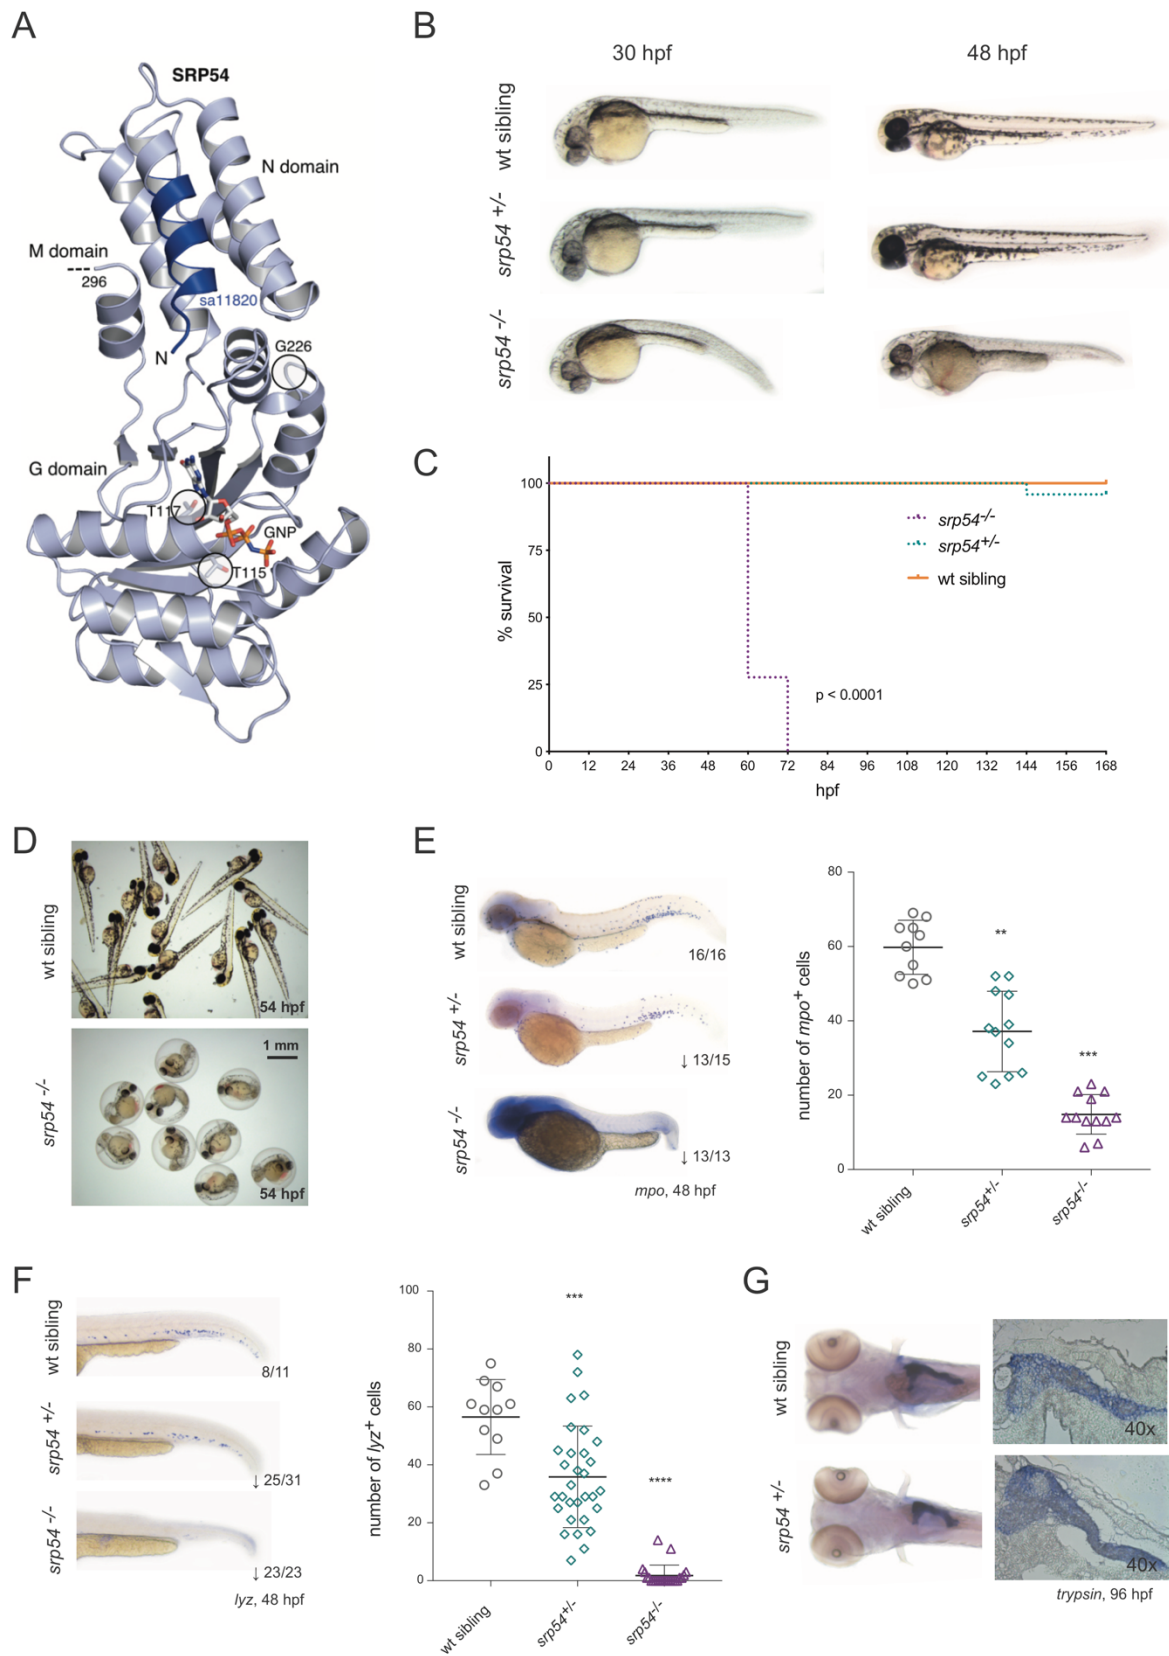 A
SRP54
N domain
M domain
296
sa11820
N
G226
G domain
T117
GNP
T115
B
30 hpf
48 hpf
wt sibling
srp54 +/-
srp54 -/-
C
% survival
100
75
50
25
0
srp54-/-
srp54+/-
wt sibling
p < 0.0001
0 12 24 36 48 60 72 84 96 108 120 132 144 156 168
hpf
D
wt sibling
54 hpf
srp54 -/-
1 mm
54 hpf
E
wt sibling
16/16
srp54 +/-
↓ 13/15
srp54 -/-
↓ 13/13
mpo, 48 hpf
number of mpo+ cells
80
60
40
20
0
**
***
wt sibling
srp54+/-
srp54-/-
F
wt sibling
8/11
srp54 +/-
↓ 25/31
srp54 -/-
↓ 23/23
lyz, 48 hpf
number of lyz+ cells
100
80
60
40
20
0
***
****
wt sibling
srp54+/-
srp54-/-
G
wt sibling
40x
srp54 +/-
40x
trypsin, 96 hpf